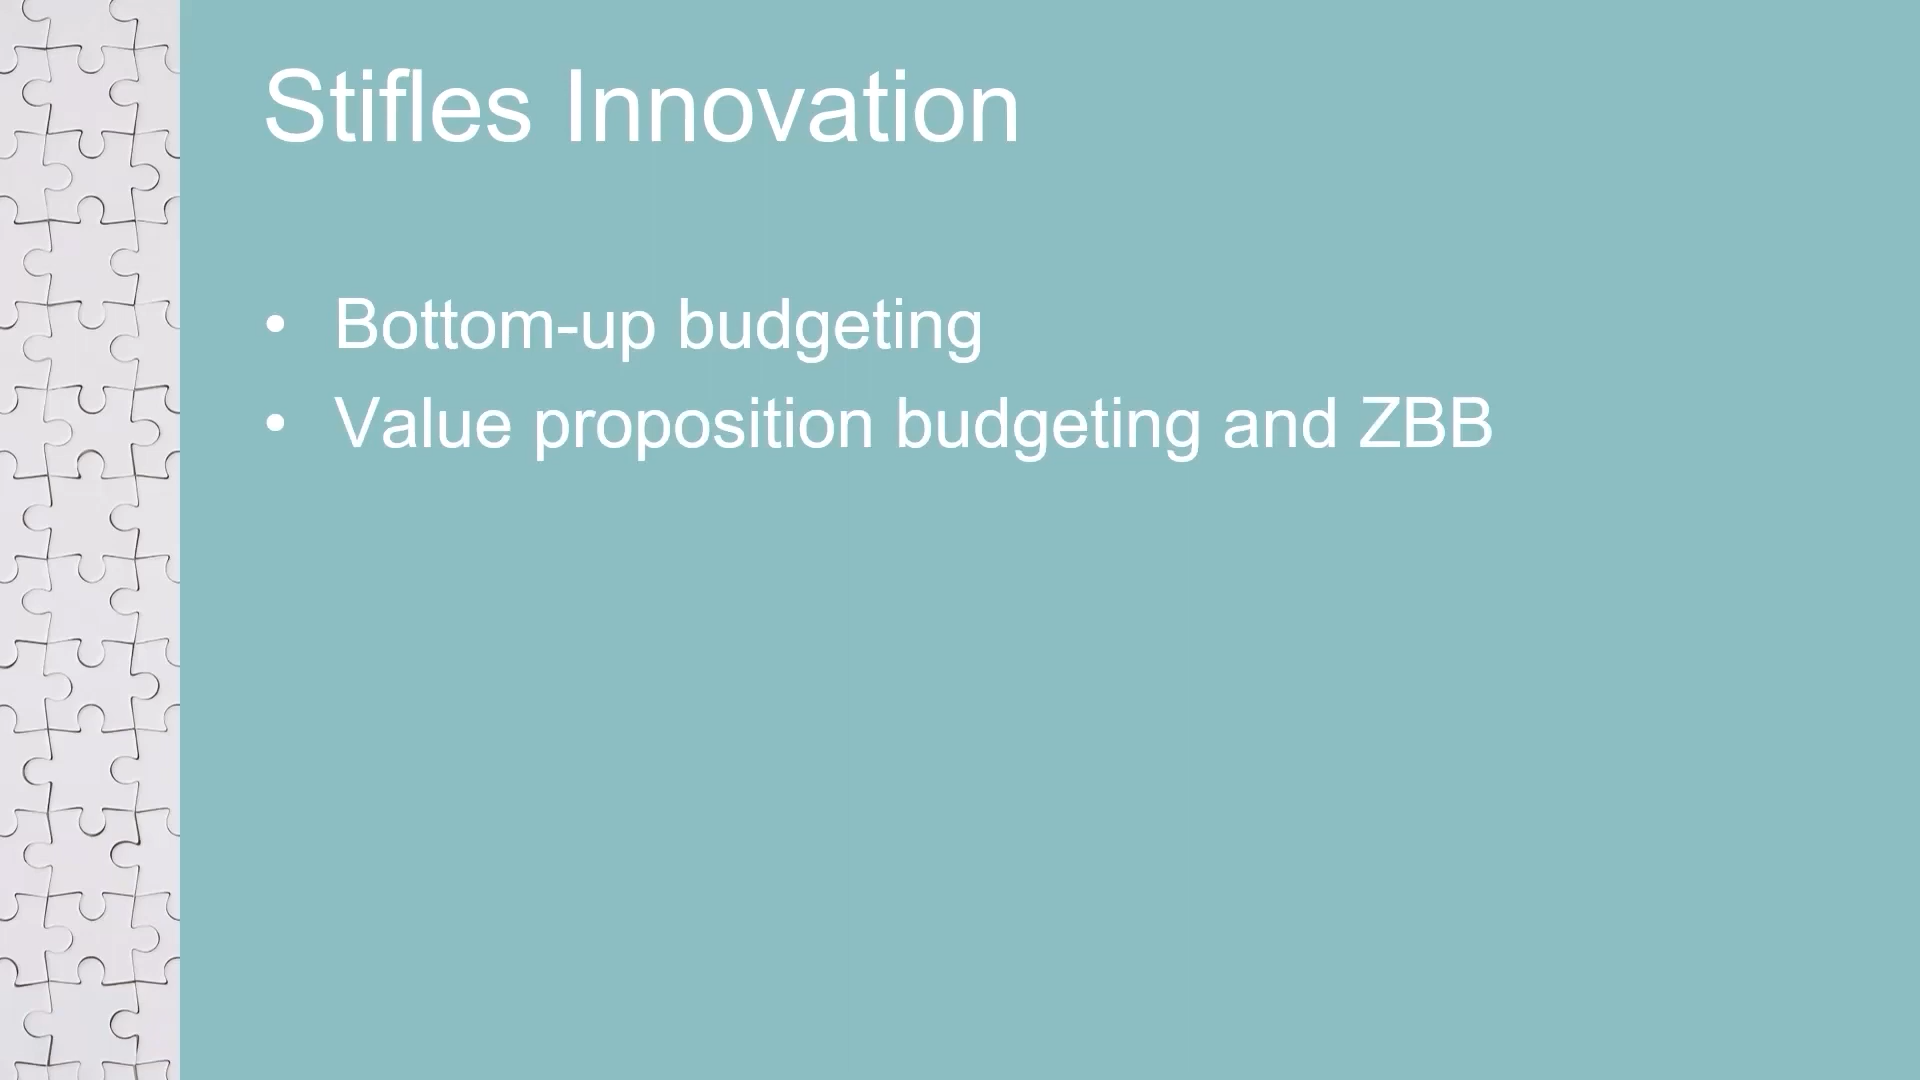 Stifles Innovation
• Bottom-up budgeting
• Value proposition budgeting and ZBB